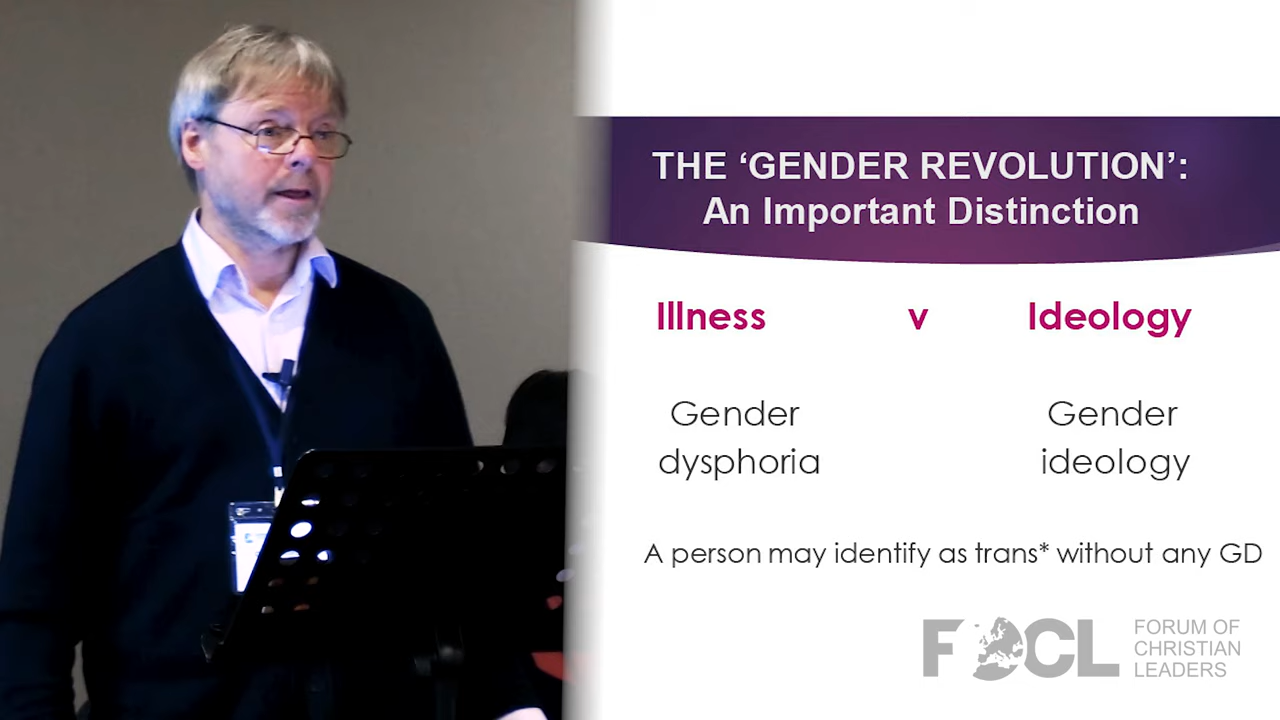 THE ‘GENDER REVOLUTION’:
An Important Distinction
Illness v Ideology
Gender Gender
dysphoria ideology
A person may identify as trans* without any GD
FOCL FORUM OF
CHRISTIAN
LEADERS